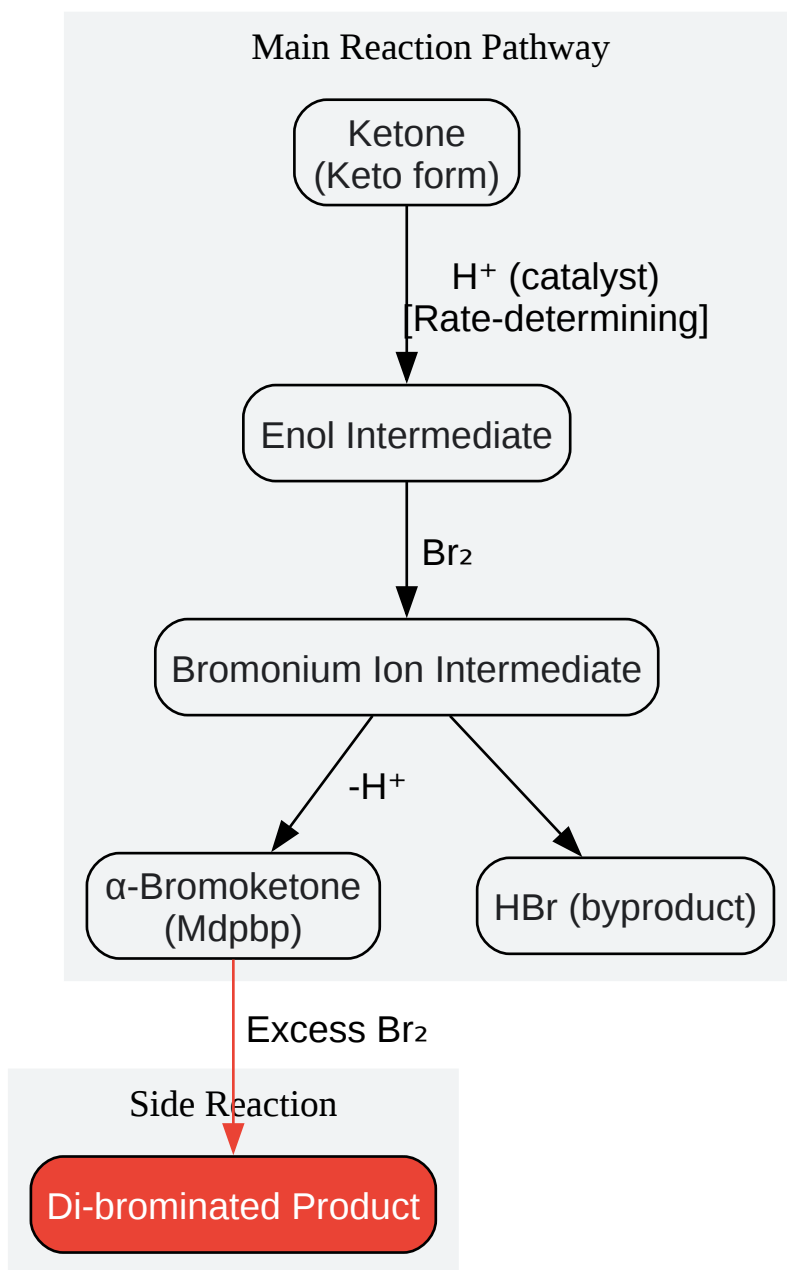 Main Reaction Pathway
Ketone
(Keto form)
H⁺ (catalyst)
[Rate-determining]
Enol Intermediate
Br₂
Bromonium Ion Intermediate
-H⁺
α-Bromoketone
(Mdpbp)
HBr (byproduct)
Excess Br₂
Side Reaction
Di-brominated Product